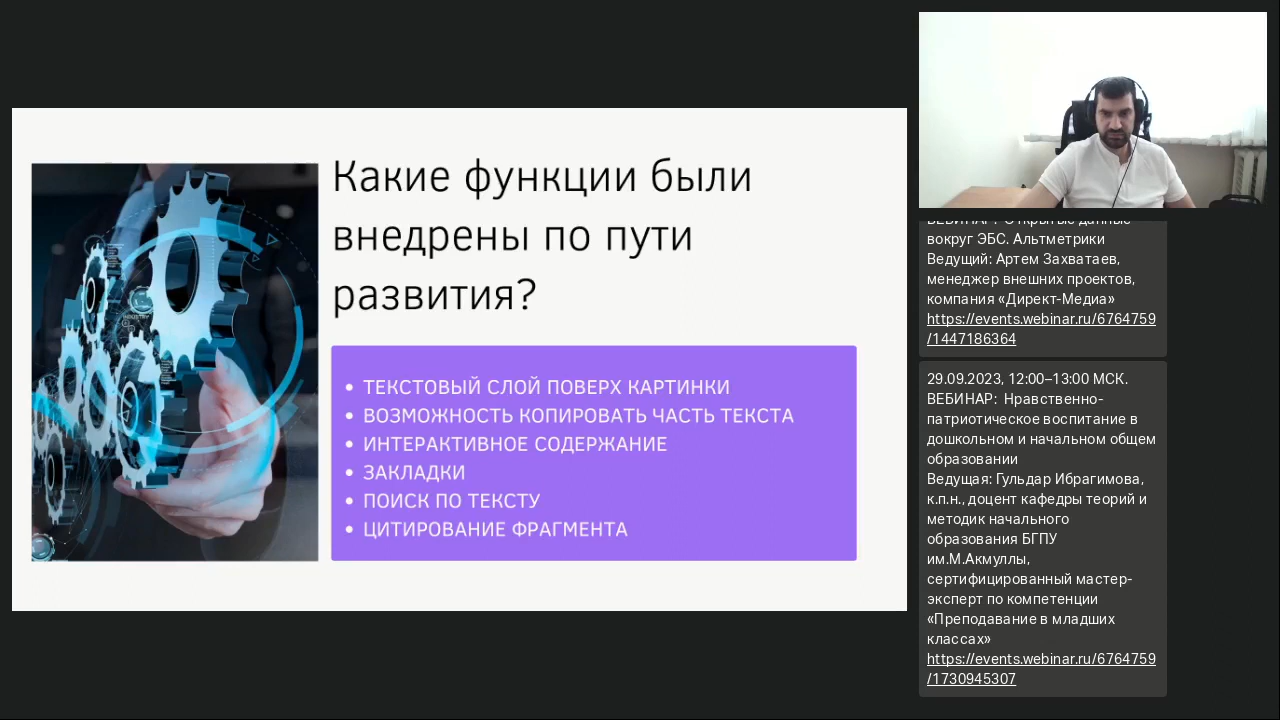 Какие функции были
внедрены по пути
развития?
• ТЕКСТОВЫЙ СЛОЙ ПОВЕРХ КАРТИНКИ
• ВОЗМОЖНОСТЬ КОПИРОВАТЬ ЧАСТЬ ТЕКСТА
• ИНТЕРАКТИВНОЕ СОДЕРЖАНИЕ
• ЗАКЛАДКИ
• ПОИСК ПО ТЕКСТУ
• ЦИТИРОВАНИЕ ФРАГМЕНТА
ВЕБИНАР: Открытые данные
вокруг ЭБС. Альтметрики
Ведущий: Артем Захватаев,
менеджер внешних проектов,
компания «Директ-Медиа»
https://events.webinar.ru/6764759
/1447186364
29.09.2023, 12:00–13:00 МСК.
ВЕБИНАР: Нравственно-
патриотическое воспитание в
дошкольном и начальном общем
образовании
Ведущая: Гульдар Ибрагимова,
к.п.н., доцент кафедры теорий и
методик начального
образования БГПУ
им.М.Акмуллы,
сертифицированный мастер-
эксперт по компетенции
«Преподавание в младших
классах»
https://events.webinar.ru/6764759
/1730945307